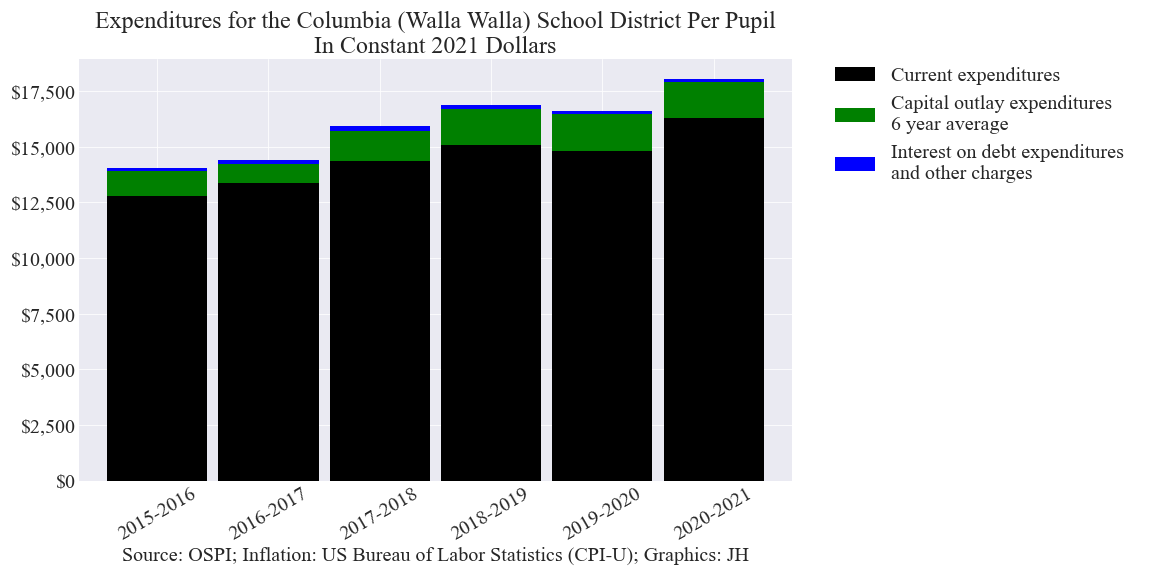 Expenditures for the Columbia (Walla Walla) School District Per Pupil
In Constant 2021 Dollars
$17,500
$15,000
$12,500
$10,000
$7,500
$5,000
$2,500
$0
2015-2016
2016-2017
2017-2018
2018-2019
2019-2020
2020-2021
Source: OSPI; Inflation: US Bureau of Labor Statistics (CPI-U); Graphics: JH
Current expenditures
Capital outlay expenditures
6 year average
Interest on debt expenditures
and other charges